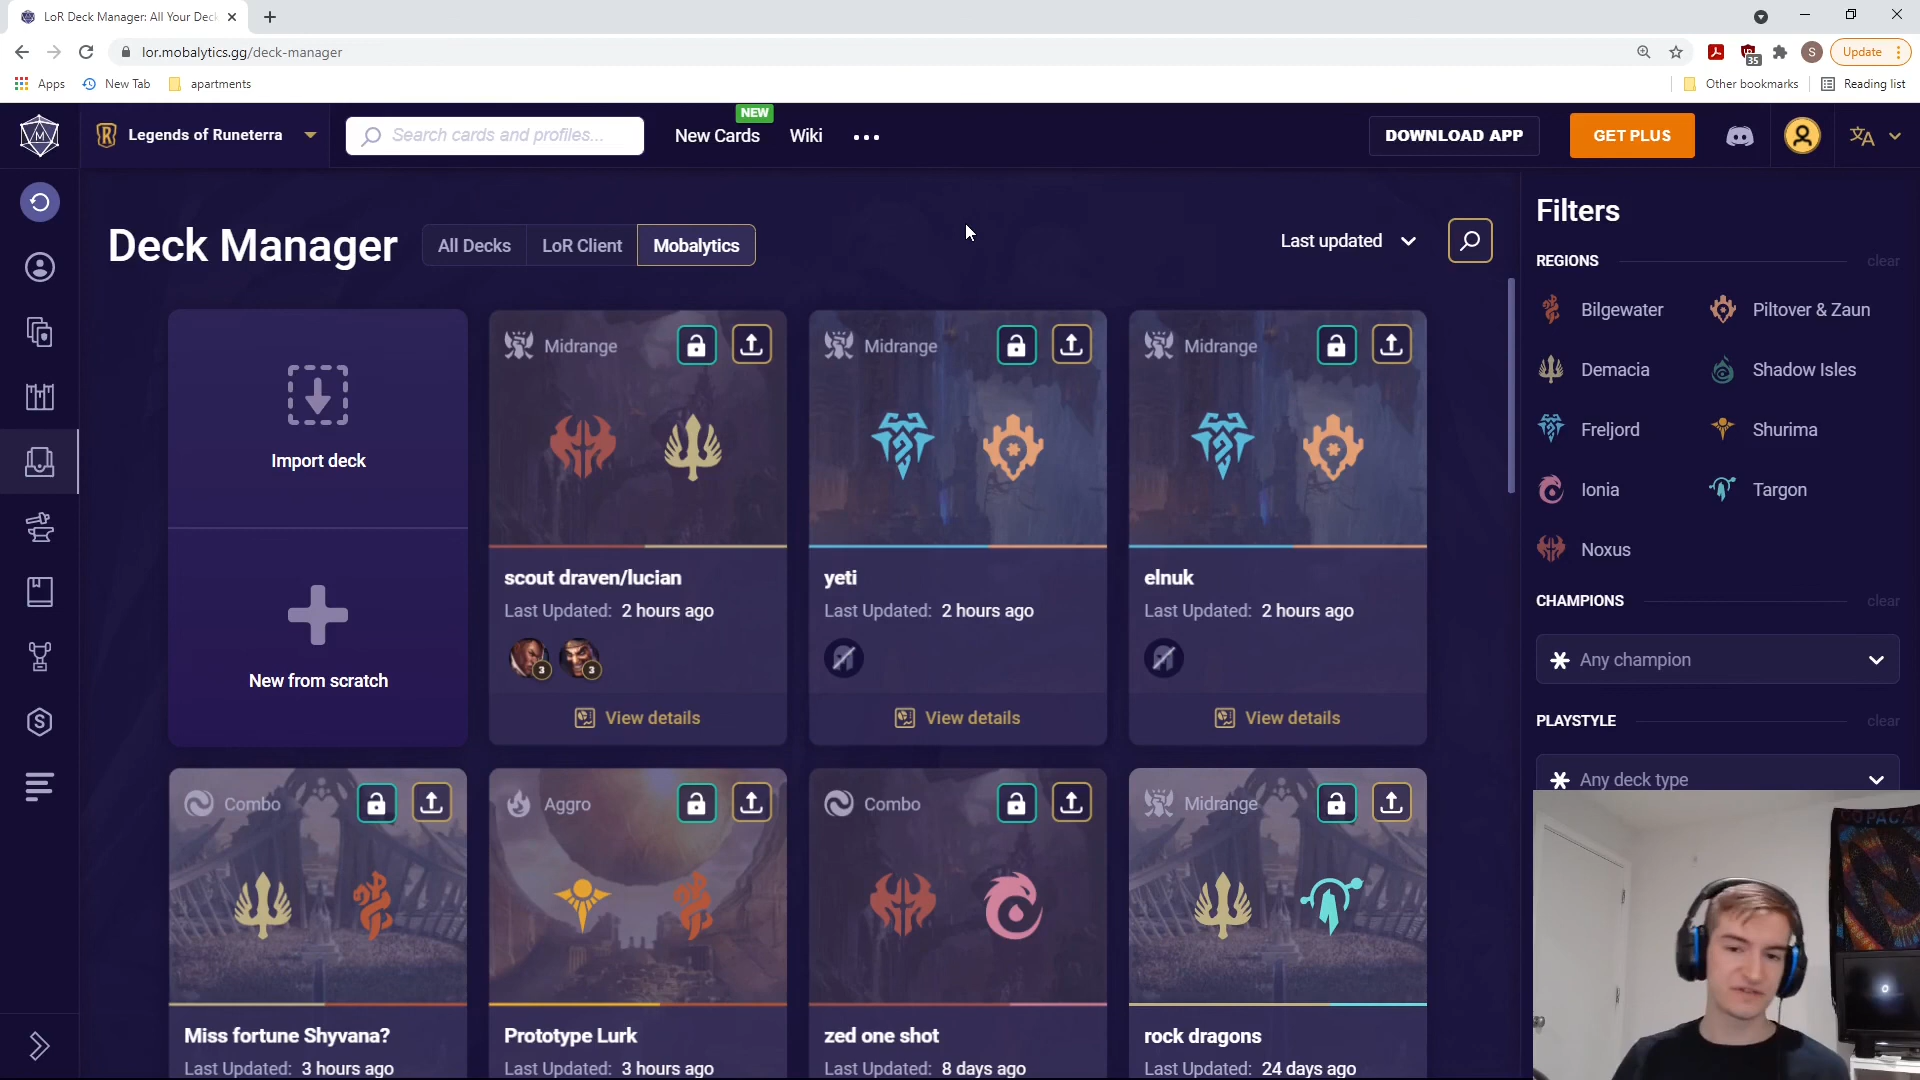 LoR Deck Manager: All Your Deck
lor.mobalytics.gg/deck-manager
35
S
Update
Apps
New Tab
apartments
Other bookmarks
Reading list
M
Legends of Runeterra
Search cards and profiles...
New Cards
NEW
Wiki
DOWNLOAD APP
GET PLUS
Deck Manager
All Decks
LoR Client
Mobalytics
Last updated
Import deck
New from scratch
Midrange
scout draven/lucian
Last Updated: 2 hours ago
3
3
View details
Midrange
yeti
Last Updated: 2 hours ago
View details
Midrange
elnuk
Last Updated: 2 hours ago
View details
Combo
Miss fortune Shyvana?
Last Updated: 3 hours ago
Aggro
Prototype Lurk
Last Updated: 3 hours ago
Combo
zed one shot
Last Updated: 8 days ago
Midrange
rock dragons
Last Updated: 24 days ago
Filters
REGIONS
clear
Bilgewater
Piltover & Zaun
Demacia
Shadow Isles
Freljord
Shurima
Ionia
Targon
Noxus
CHAMPIONS
clear
Any champion
PLAYSTYLE
clear
Any deck type